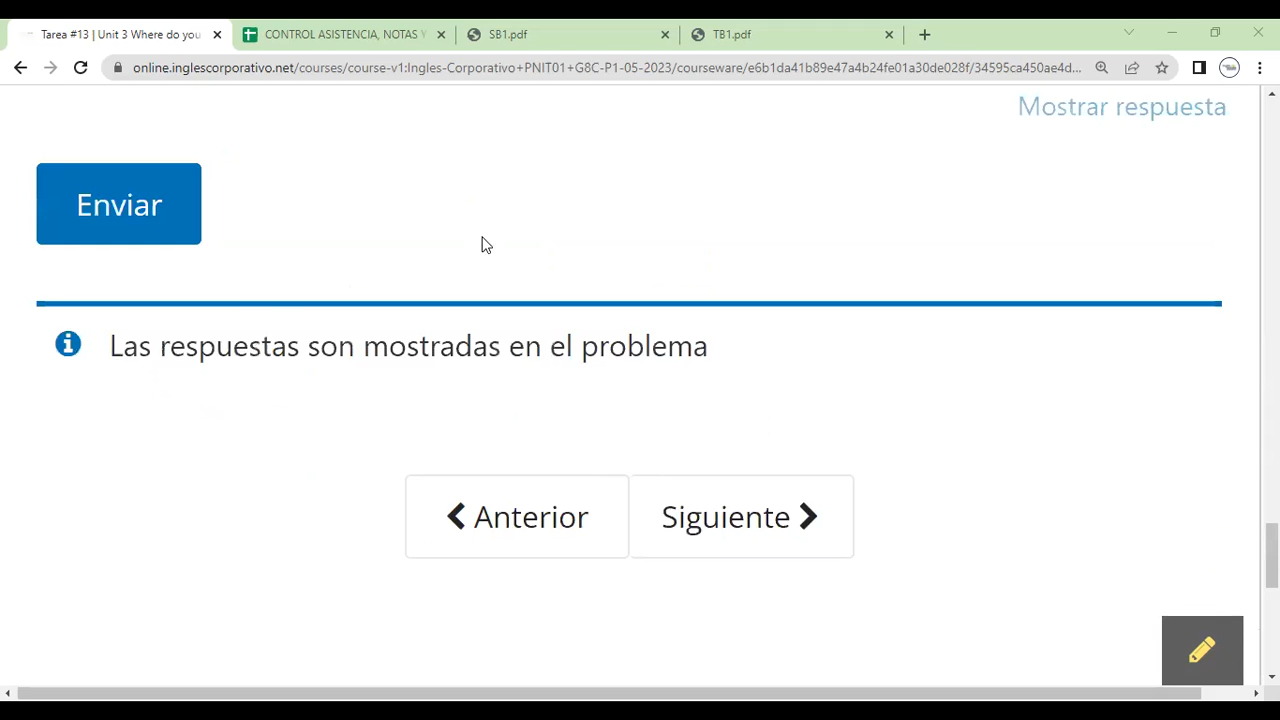 Tarea #13 | Unit 3 Where do you
CONTROL ASISTENCIA, NOTAS
SB1.pdf
TB1.pdf
online.inglescorporativo.net/courses/course-v1:Ingles-Corporativo+PNIT01+G8C-P1-05-2023/courseware/e6b1da41b89e47a4b24fe01a30de028f/34595ca450ae4d...
Mostrar respuesta
Enviar
Las respuestas son mostradas en el problema
Anterior
Siguiente